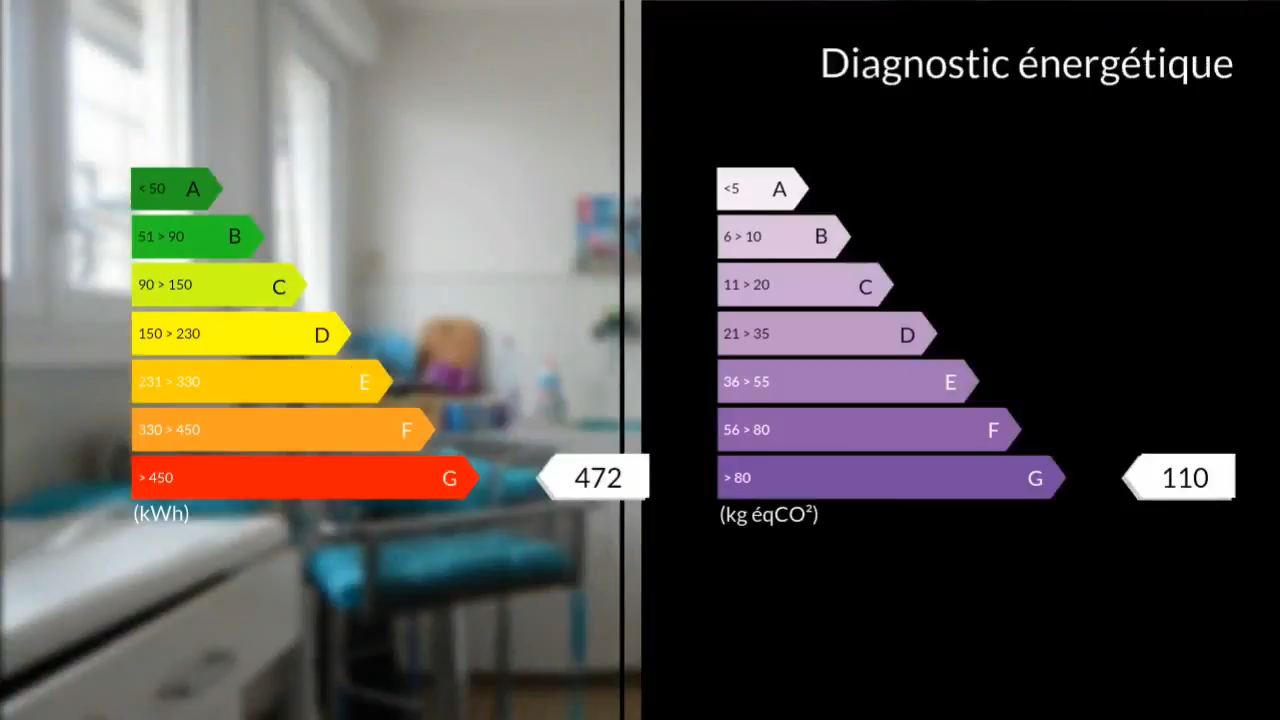 Diagnostic énergétique
< 50 A
51 > 90 B
90 > 150 C
150 > 230 D
231 > 330 E
330 > 450 F
> 450 G
472
(kWh)
<5 A
6 > 10 B
11 > 20 C
21 > 35 D
36 > 55 E
56 > 80 F
> 80 G
110
(kg éqCO²)